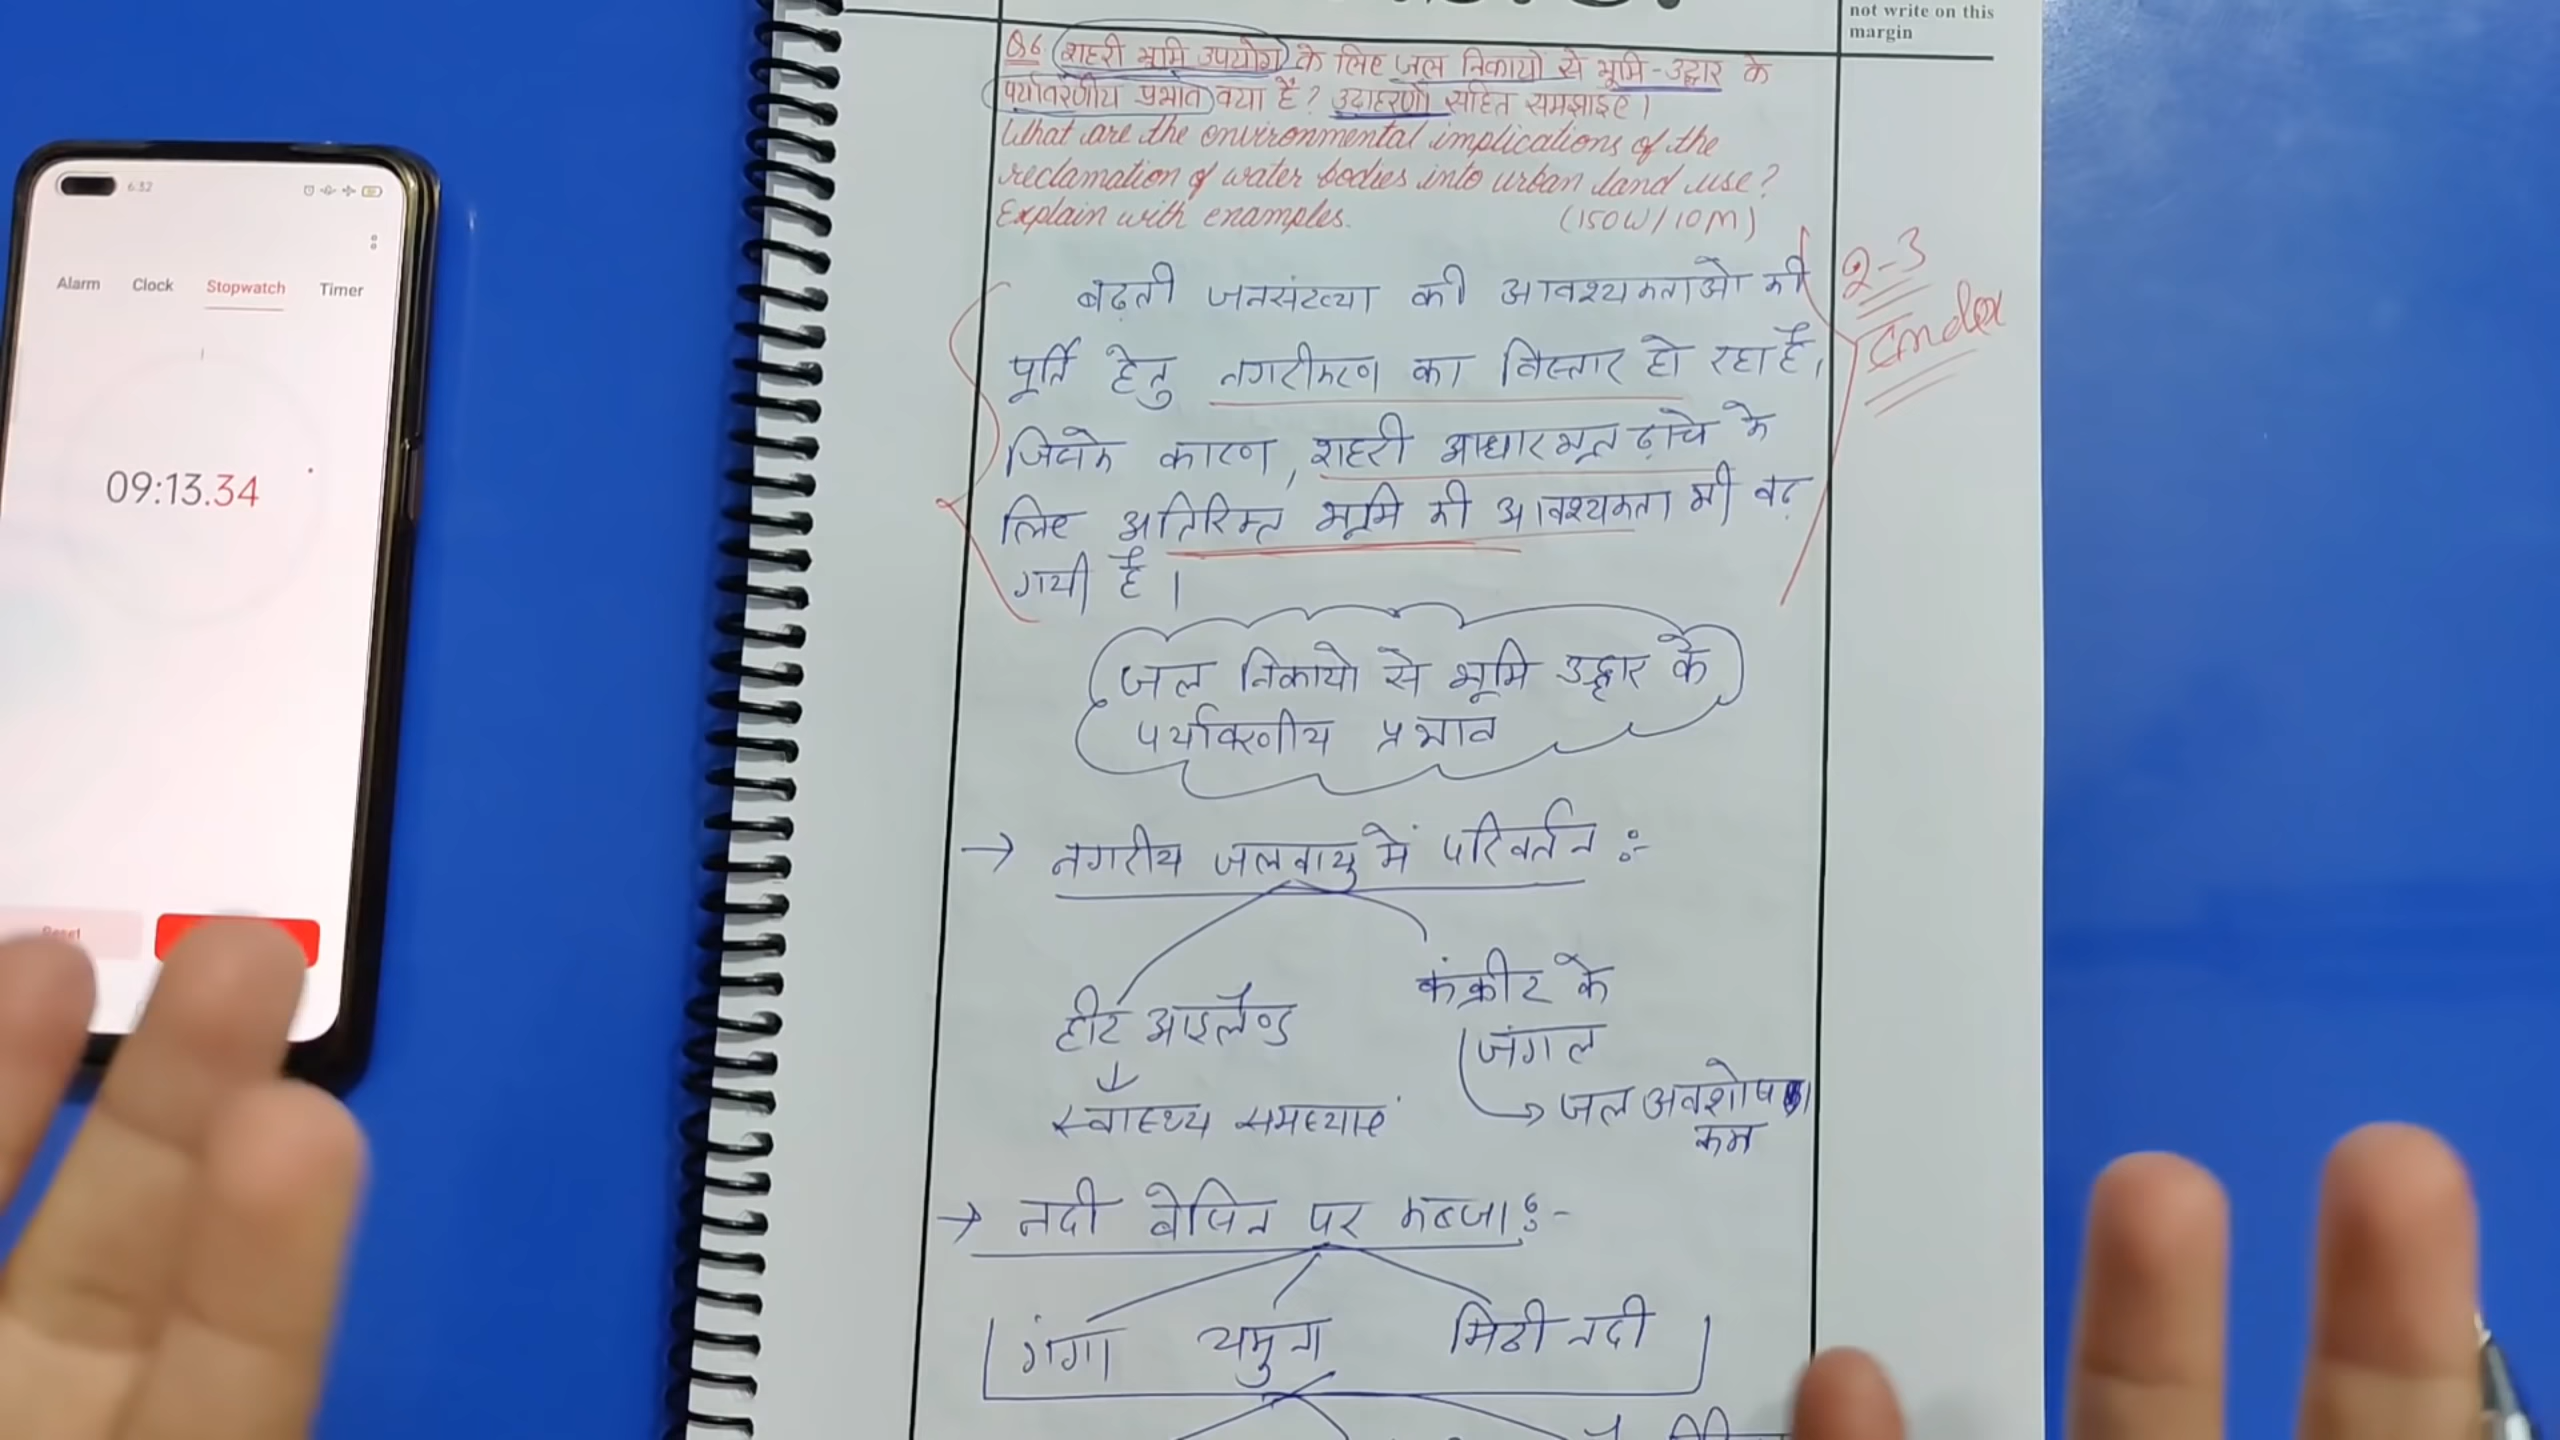 not write on this
margin
6:32
Alarm Clock Stopwatch Timer
09:13.34
Reset
Q6. शहरी भूमि उपयोग के लिए जल निकायों से भूमि-उद्धार के
पर्यावरणीय प्रभाव क्या है? उदाहरणों सहित समझाइए।
What are the environmental implications of the
reclamation of water bodies into urban land use?
Explain with enamples. (150W/10M)
2-3
Index
बढ़ती जनसंख्या की आवश्यकताओं की
पूर्ति हेतु नगरीकरण का विस्तार हो रहा है,
जिसके कारण, शहरी आधारभूत ढ़ांचे के
लिए अतिरिक्त भूमि की आवश्यकता भी बढ़
गयी है।
जल निकायो से भूमि उद्धार के
पर्यावरणीय प्रभाव
→ नगरीय जलवायु में परिवर्तन :-
हीट आइलैण्ड
कंक्रीट के
जंगल
स्वास्थ्य समस्याएं
→ जल अवशोषण
कम
→ नदी बेसिन पर कब्जा :-
गंगा यमुना मिठी नदी